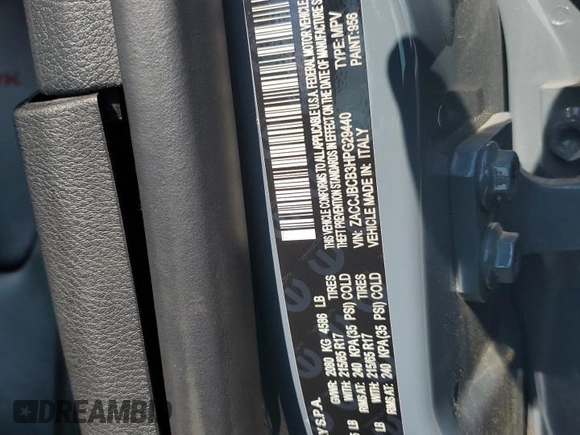 THIS VEHICLE CONFORMS TO ALL APPLICABLE U.S.A. FEDERAL MOTOR VEHICLE
THEFT PREVENTION STANDARDS IN EFFECT ON THE DATE OF MANUFACTURE
VIN: ZACCJBCB3HPG29440 TYPE: MPV
VEHICLE MADE IN: ITALY PAINT: 956
Y S.P.A.
GVWR: 2080 KG 4586 LB
WITH: 215/65 R17 TIRES
RIMS AT: 240 KPA(35 PSI) COLD
LB WITH: 215/65 R17 TIRES
LB RIMS AT: 240 KPA(35 PSI) COLD
DREAMBID